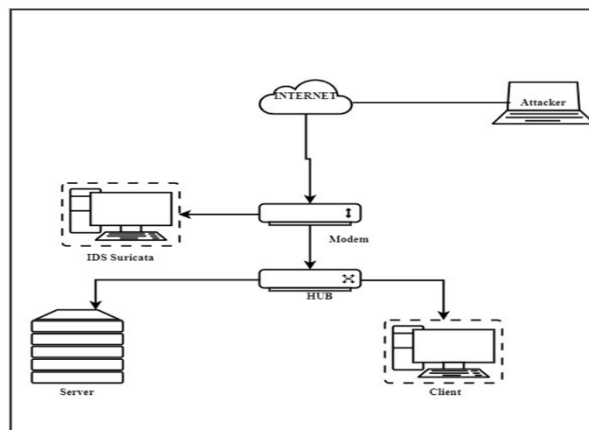 INTERNET
Attacker
Modem
IDS Suricata
HUB
Server
Client